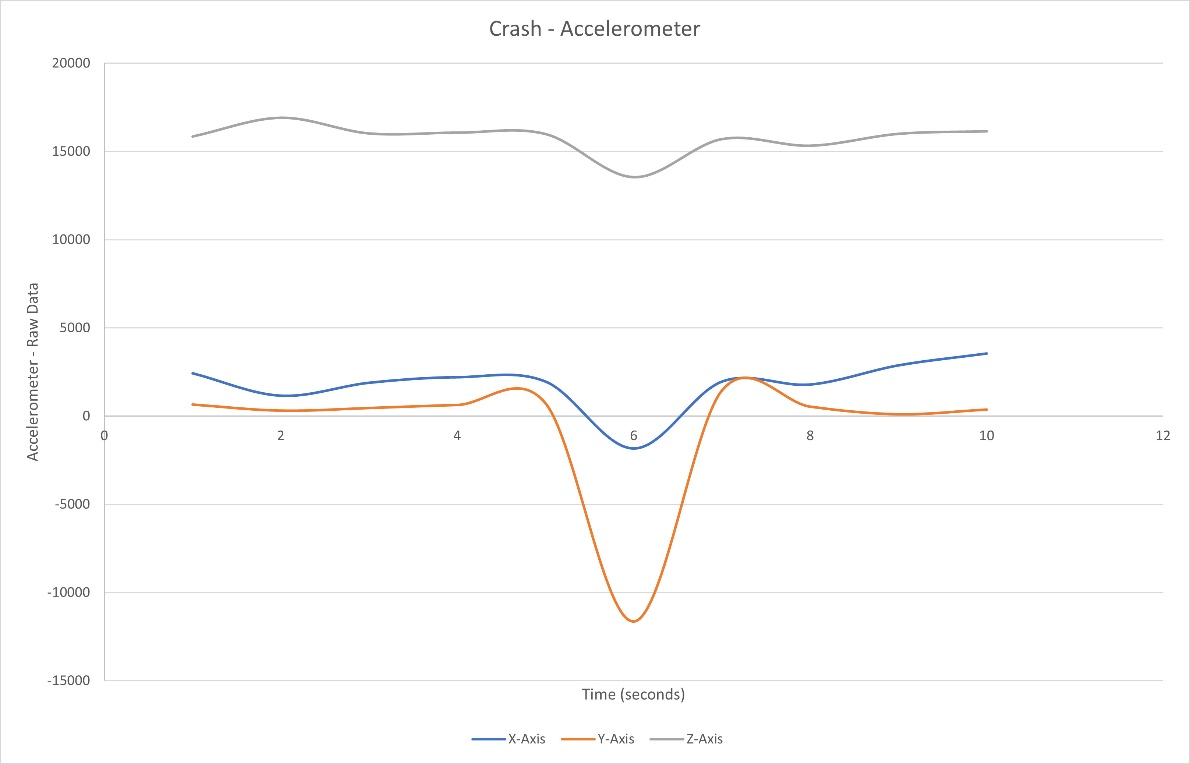 Crash - Accelerometer
20000
15000
10000
5000
0
-5000
-10000
-15000
Accelerometer - Raw Data
0 2 4 6 8 10 12
Time (seconds)
X-Axis Y-Axis Z-Axis